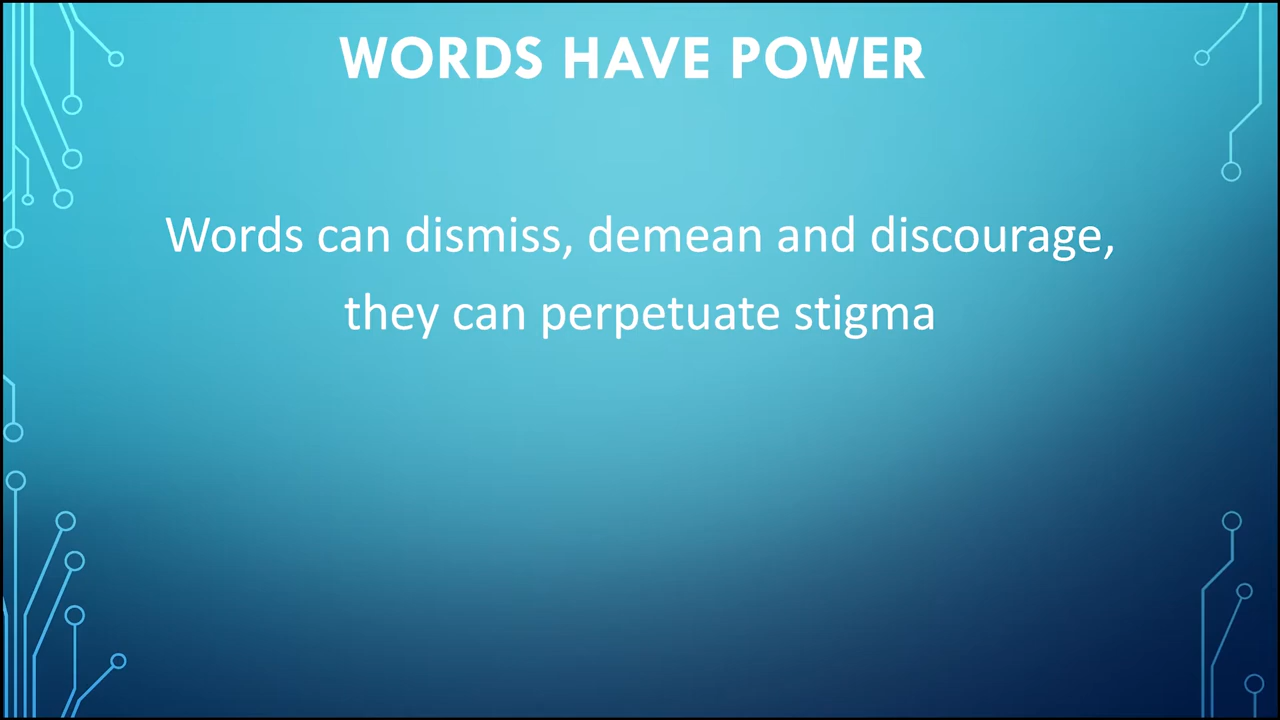 WORDS HAVE POWER
Words can dismiss, demean and discourage,
they can perpetuate stigma